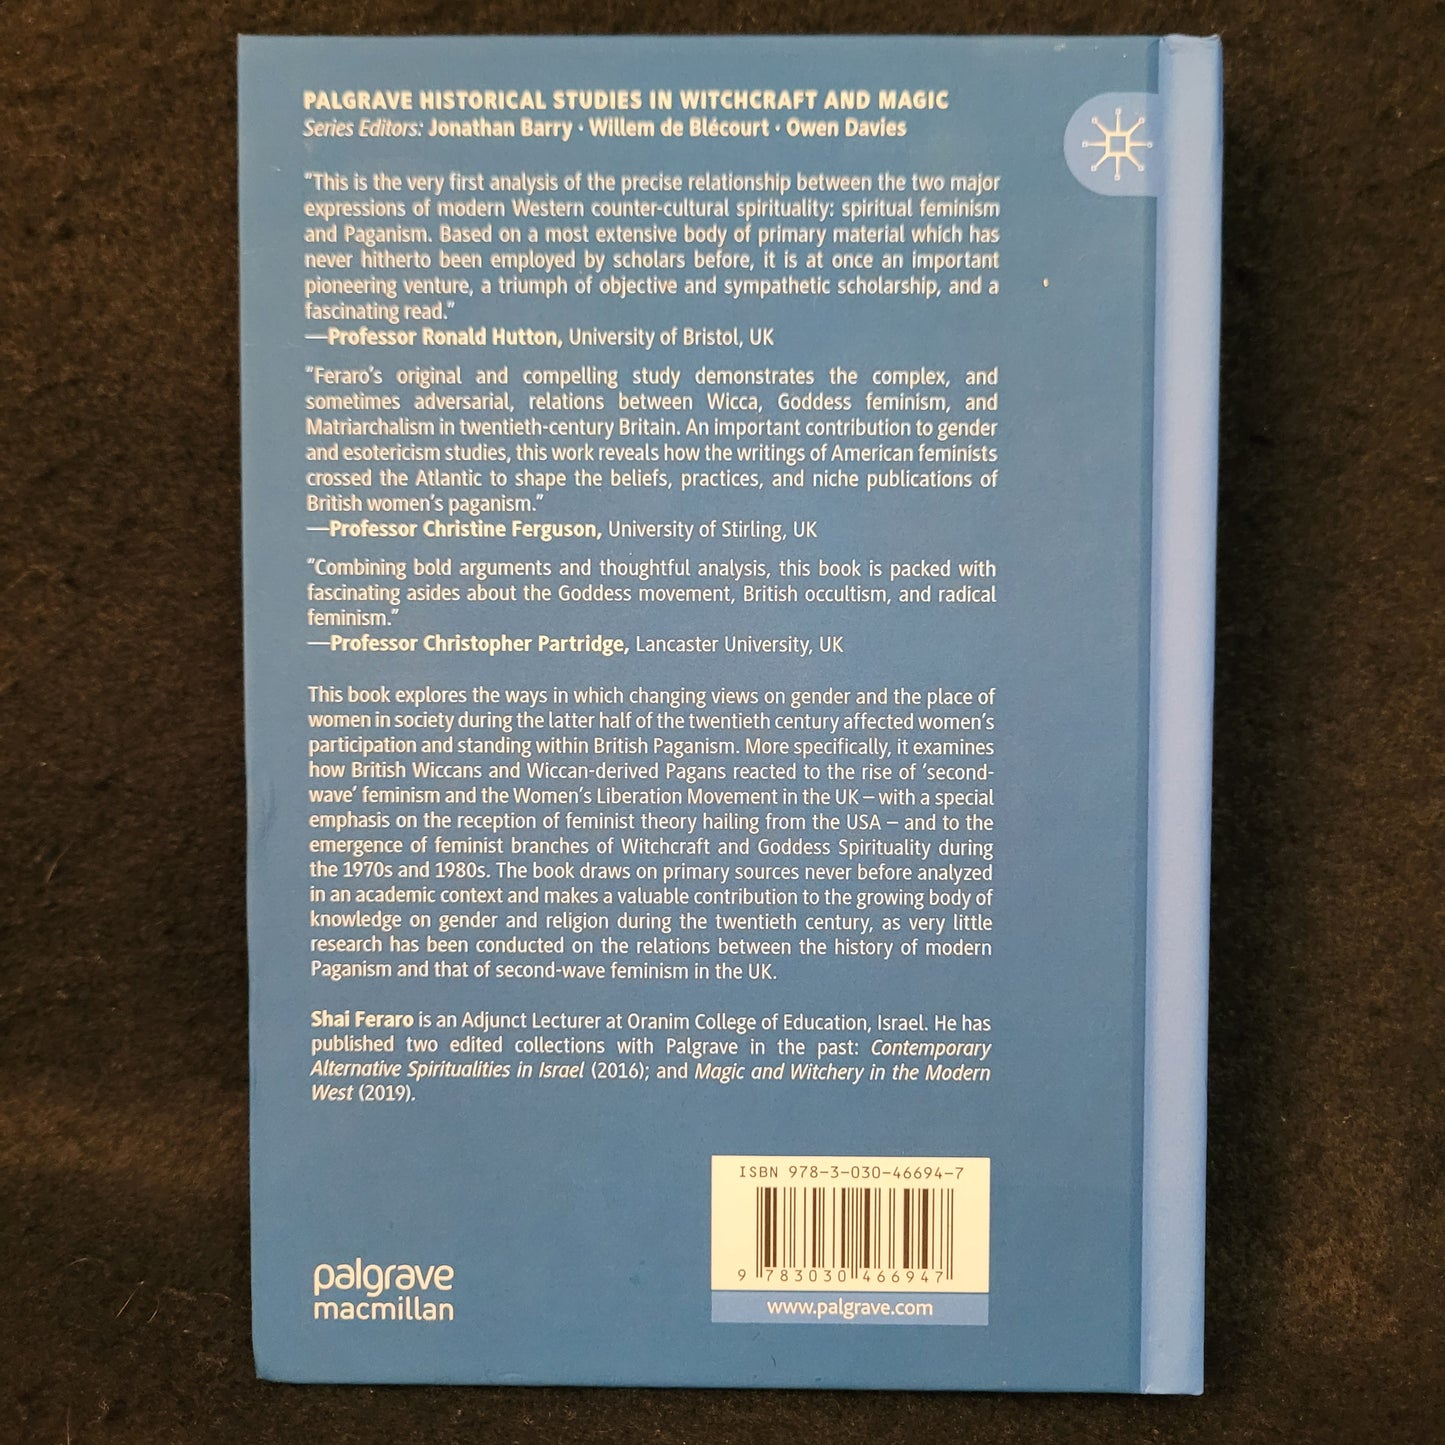 PALGRAVE HISTORICAL STUDIES IN WITCHCRAFT AND MAGIC
Series Editors: Jonathan Barry · Willem de Blécourt · Owen Davies
"This is the very first analysis of the precise relationship between the two major
expressions of modern Western counter-cultural spirituality: spiritual feminism
and Paganism. Based on a most extensive body of primary material which has
never hitherto been employed by scholars before, it is at once an important
pioneering venture, a triumph of objective and sympathetic scholarship, and a
fascinating read."
—Professor Ronald Hutton, University of Bristol, UK
"Feraro's original and compelling study demonstrates the complex, and
sometimes adversarial, relations between Wicca, Goddess feminism, and
Matriarchalism in twentieth-century Britain. An important contribution to gender
and esotericism studies, this work reveals how the writings of American feminists
crossed the Atlantic to shape the beliefs, practices, and niche publications of
British women's paganism."
—Professor Christine Ferguson, University of Stirling, UK
"Combining bold arguments and thoughtful analysis, this book is packed with
fascinating asides about the Goddess movement, British occultism, and radical
feminism."
—Professor Christopher Partridge, Lancaster University, UK
This book explores the ways in which changing views on gender and the place of
women in society during the latter half of the twentieth century affected women's
participation and standing within British Paganism. More specifically, it examines
how British Wiccans and Wiccan-derived Pagans reacted to the rise of 'second-
wave' feminism and the Women's Liberation Movement in the UK – with a special
emphasis on the reception of feminist theory hailing from the USA – and to the
emergence of feminist branches of Witchcraft and Goddess Spirituality during
the 1970s and 1980s. The book draws on primary sources never before analyzed
in an academic context and makes a valuable contribution to the growing body of
knowledge on gender and religion during the twentieth century, as very little
research has been conducted on the relations between the history of modern
Paganism and that of second-wave feminism in the UK.
Shai Feraro is an Adjunct Lecturer at Oranim College of Education, Israel. He has
published two edited collections with Palgrave in the past: Contemporary
Alternative Spiritualities in Israel (2016); and Magic and Witchery in the Modern
West (2019).
ISBN 978-3-030-46694-7
9 783030 466947
www.palgrave.com
palgrave
macmillan